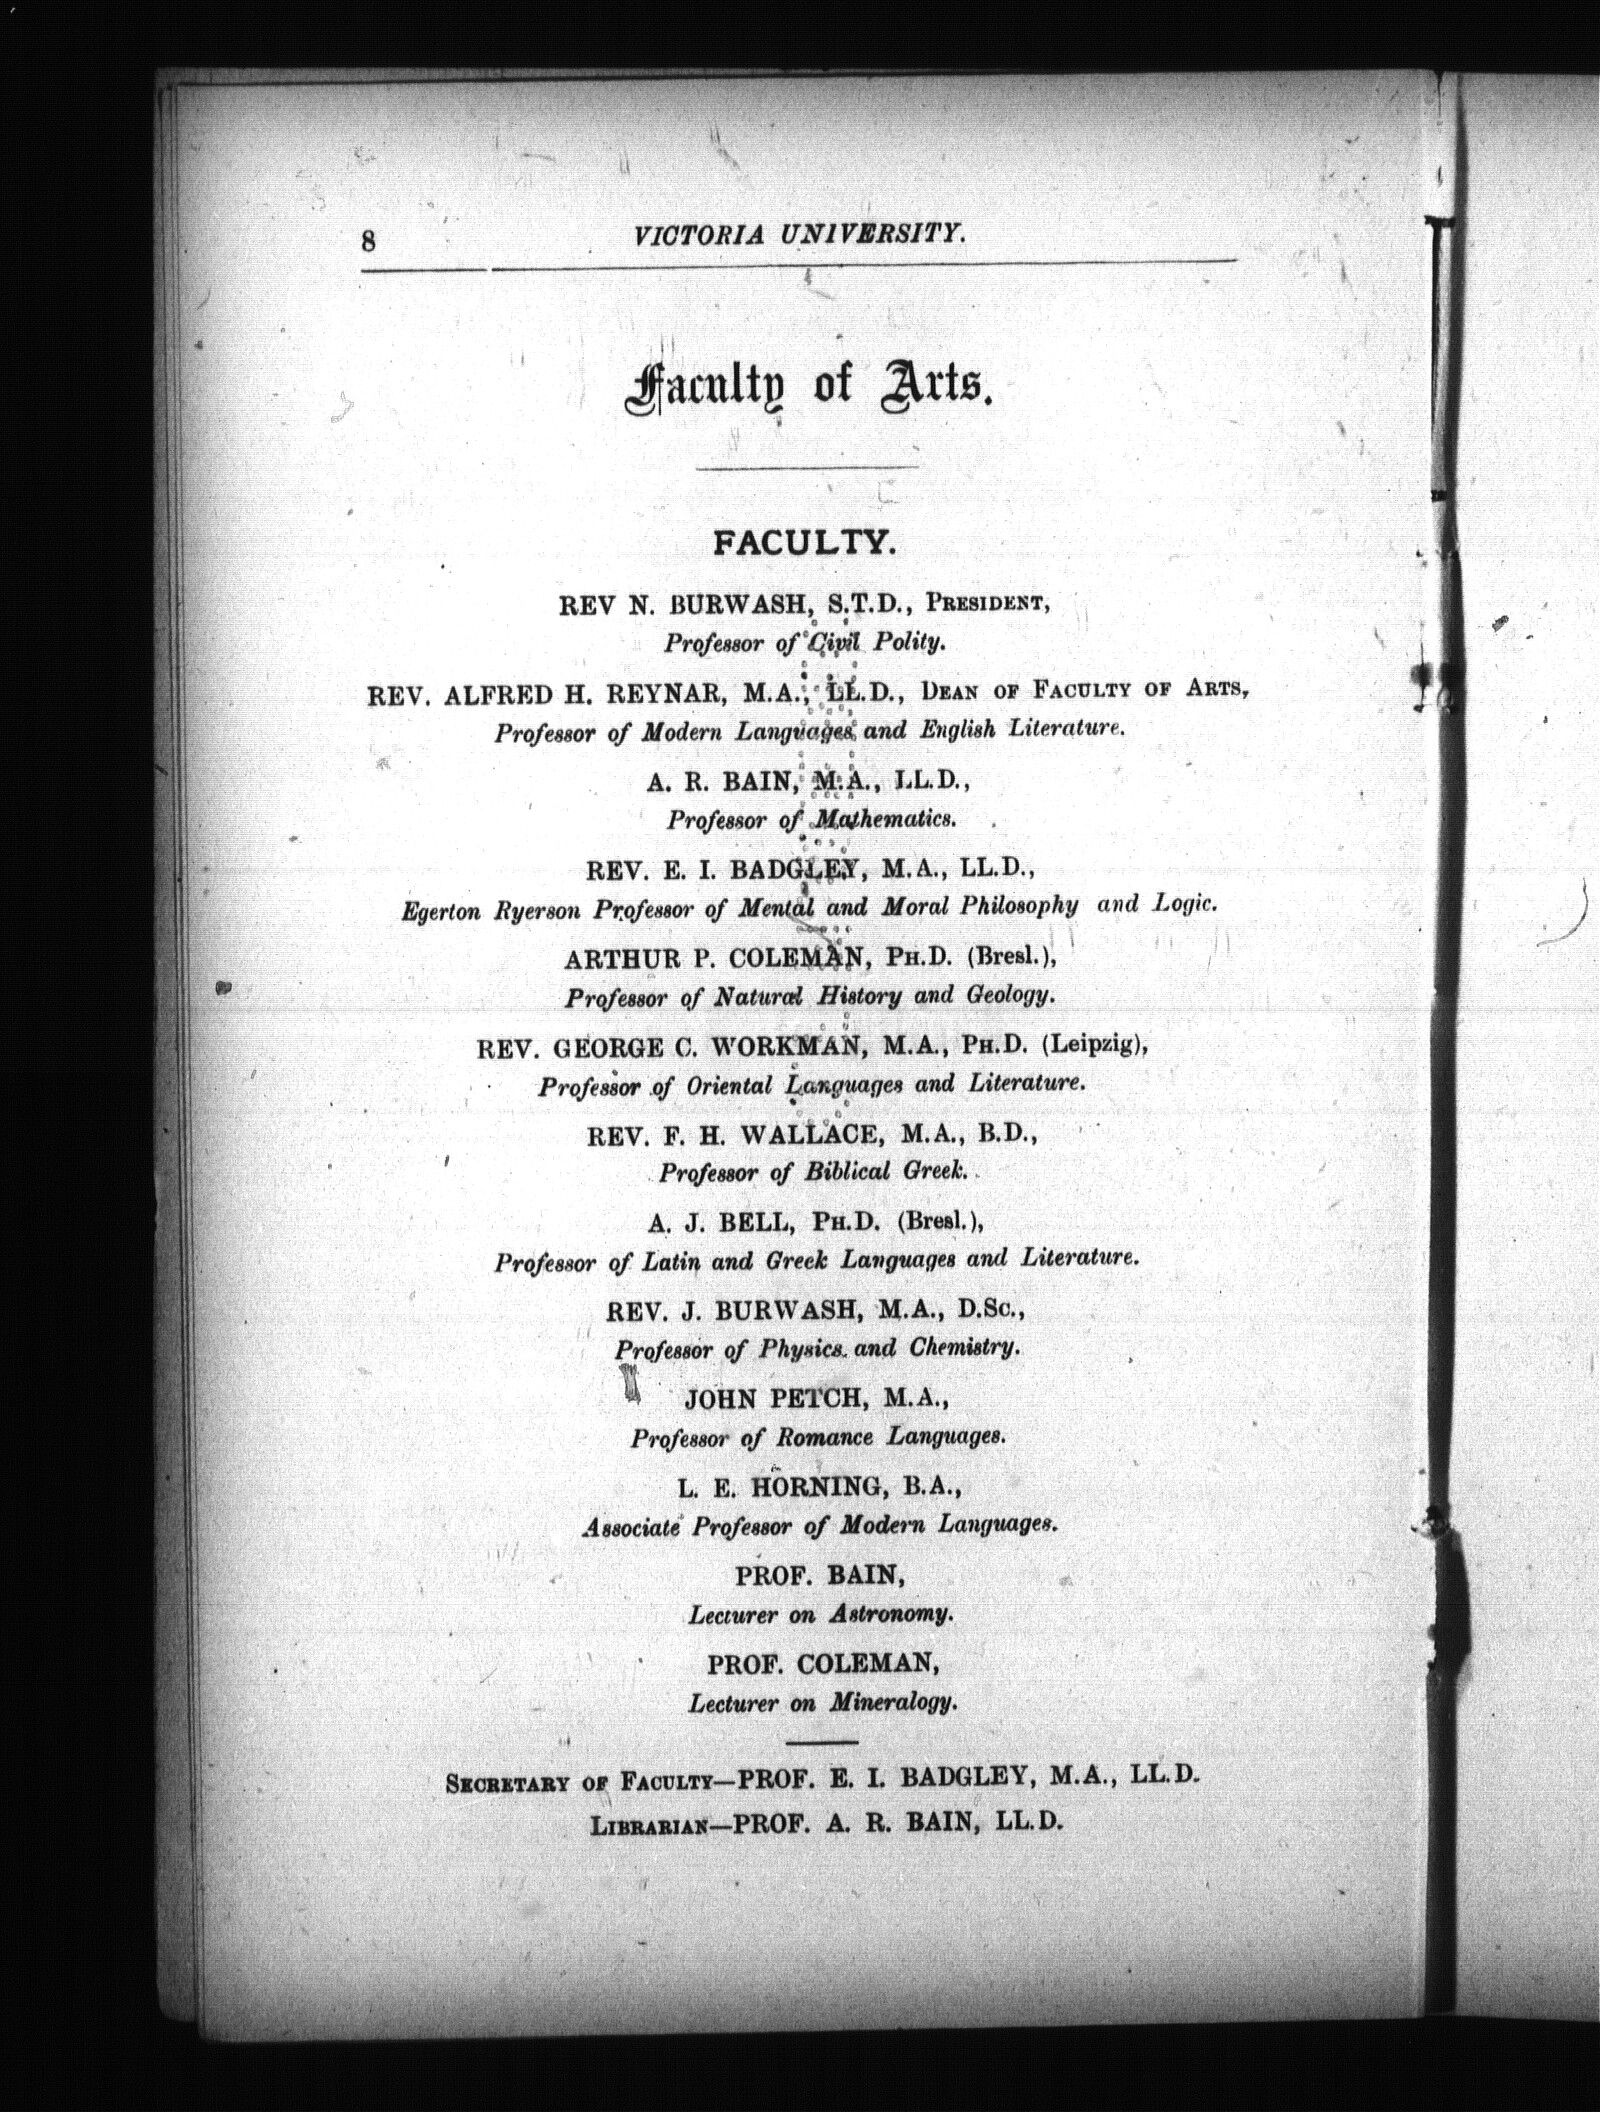 8
VICTORIA UNIVERSITY.
Faculty of Arts.
FACULTY.
REV N. BURWASH, S.T.D., PRESIDENT,
Professor of Civil Polity.
REV. ALFRED H. REYNAR, M.A., LL.D., DEAN OF FACULTY OF ARTS,
Professor of Modern Languages and English Literature.
A. R. BAIN, M.A., LL.D.,
Professor of Mathematics.
REV. E. I. BADGLEY, M.A., LL.D.,
Egerton Ryerson Professor of Mental and Moral Philosophy and Logic.
ARTHUR P. COLEMAN, PH.D. (Bresl.),
Professor of Natural History and Geology.
REV. GEORGE C. WORKMAN, M.A., PH.D. (Leipzig),
Professor of Oriental Languages and Literature.
REV. F. H. WALLACE, M.A., B.D.,
Professor of Biblical Greek.
A. J. BELL, PH.D. (Bresl.),
Professor of Latin and Greek Languages and Literature.
REV. J. BURWASH, M.A., D.Sc.,
Professor of Physics and Chemistry.
JOHN PETCH, M.A.,
Professor of Romance Languages.
L. E. HORNING, B.A.,
Associate Professor of Modern Languages.
PROF. BAIN,
Lecturer on Astronomy.
PROF. COLEMAN,
Lecturer on Mineralogy.
SECRETARY OF FACULTY—PROF. E. I. BADGLEY, M.A., LL.D.
LIBRARIAN—PROF. A. R. BAIN, LL.D.